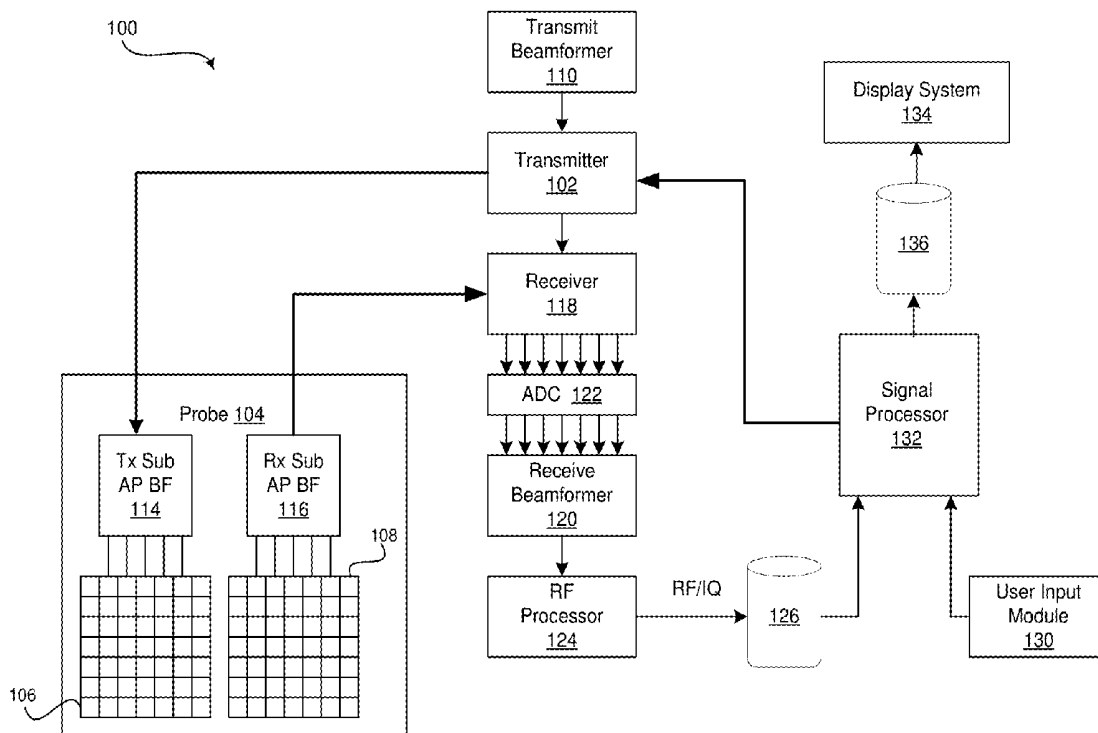 100
Transmit
Beamformer
110
Display System
134
Transmitter
102
136
Receiver
118
ADC 122
Signal
Processor
132
Probe 104
Tx Sub
AP BF
114
Rx Sub
AP BF
116
Receive
Beamformer
120
108
RF
Processor
124
RF/IQ
126
User Input
Module
130
106